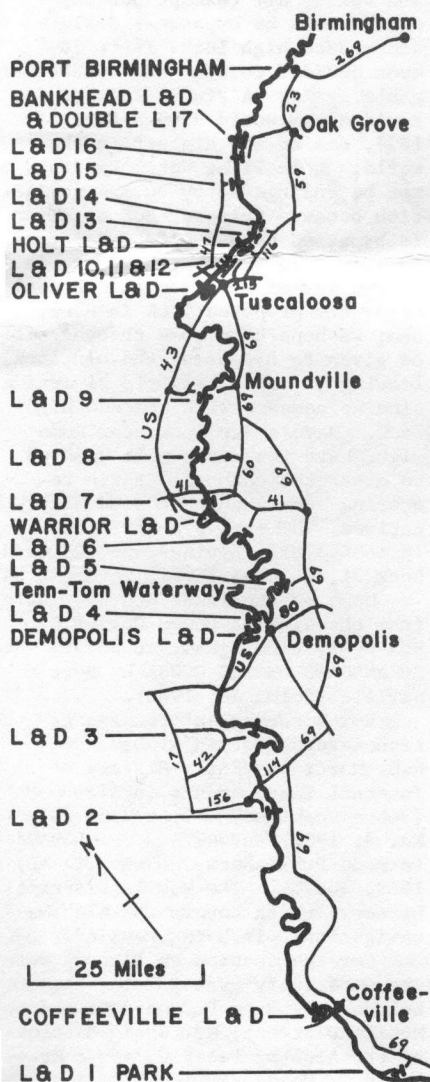 Birmingham
269
PORT BIRMINGHAM
23
BANKHEAD L&D
& DOUBLE L17
Oak Grove
L&D 16
59
L&D 15
L&D 14
L&D 13
HOLT L&D
47
116
L&D 10,11&12
OLIVER L&D
215
Tuscaloosa
69
US 43
Moundville
69
L&D 9
L&D 8
60
69
41
41
L&D 7
WARRIOR L&D
L&D 6
L&D 5
69
Tenn-Tom Waterway
L&D 4
80
DEMOPOLIS L&D
Demopolis
US
69
L&D 3
69
17
42
114
156
L&D 2
69
N
25 Miles
Coffee-
ville
COFFEEVILLE L&D
69
L&D 1 PARK